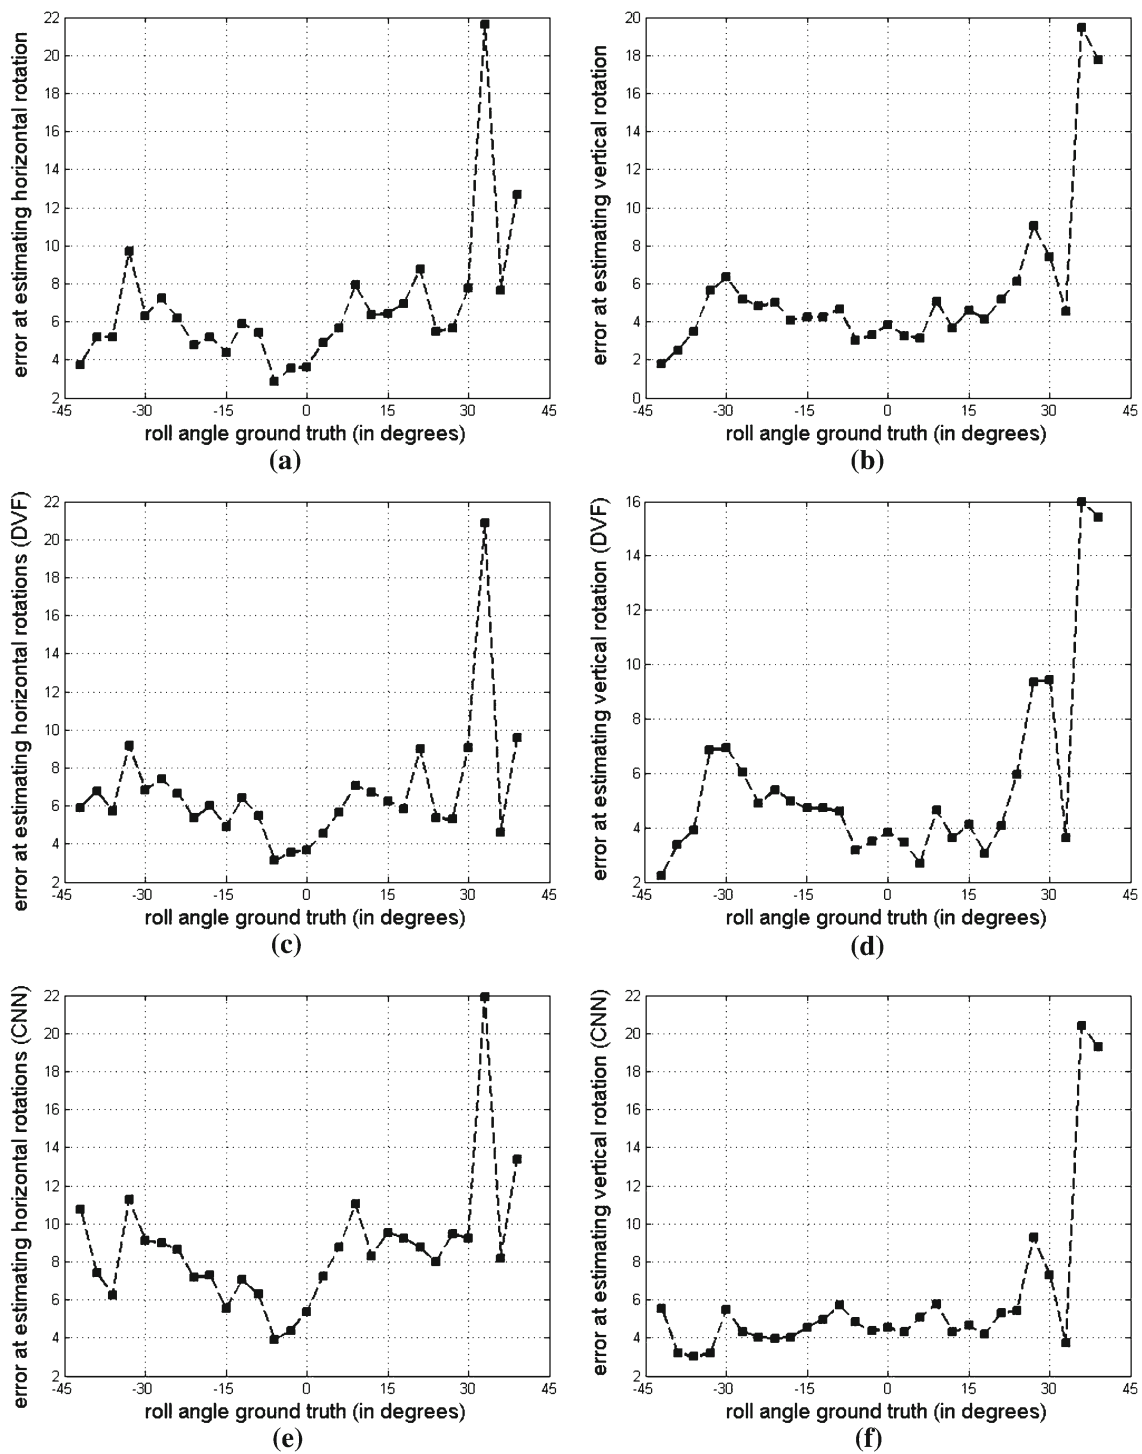 22
20
18
16
14
12
10
8
6
4
2
-45 -30 -15 0 15 30 45
error at estimating horizontal rotation
roll angle ground truth (in degrees)
(a)
20
18
16
14
12
10
8
6
4
2
0
-45 -30 -15 0 15 30 45
error at estimating vertical rotation
roll angle ground truth (in degrees)
(b)
22
20
18
16
14
12
10
8
6
4
2
-45 -30 -15 0 15 30 45
error at estimating horizontal rotations (DVF)
roll angle ground truth (in degrees)
(c)
16
14
12
10
8
6
4
2
-45 -30 -15 0 15 30 45
error at estimating vertical rotation (DVF)
roll angle ground truth (in degrees)
(d)
22
20
18
16
14
12
10
8
6
4
2
-45 -30 -15 0 15 30 45
error at estimating horizontal rotations (CNN)
roll angle ground truth (in degrees)
(e)
22
20
18
16
14
12
10
8
6
4
2
-45 -30 -15 0 15 30 45
error at estimating vertical rotation (CNN)
roll angle ground truth (in degrees)
(f)